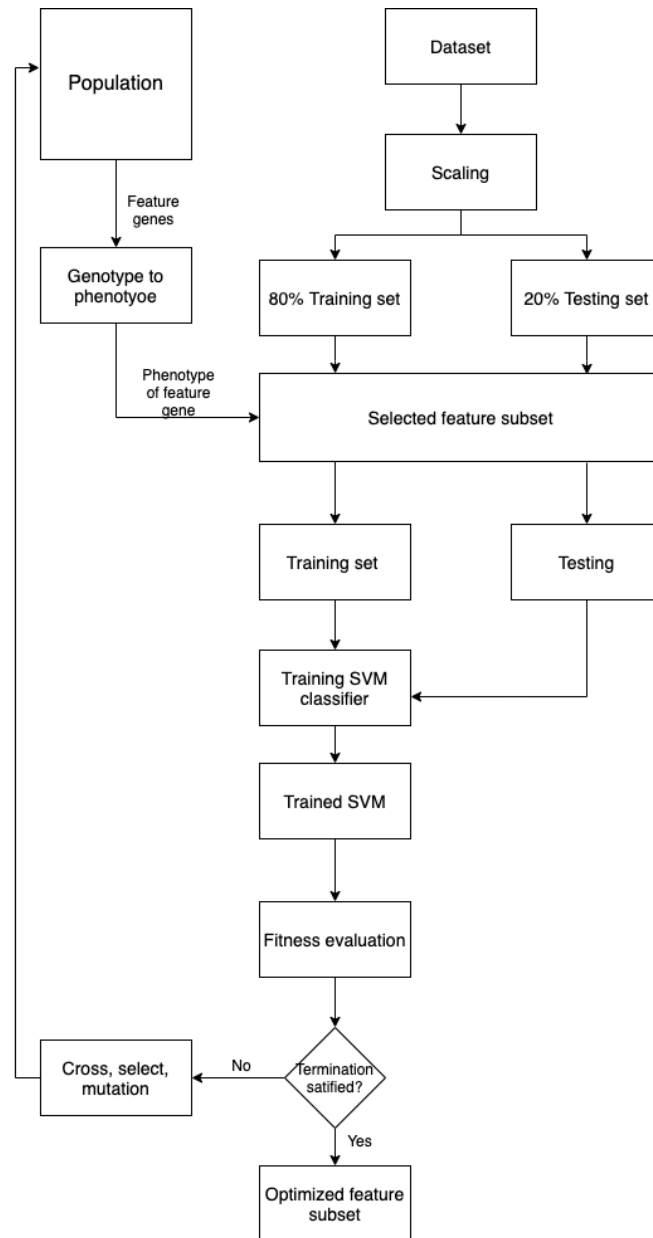 Population
Dataset
Scaling
Feature
genes
Genotype to
phenotyoe
80% Training set
20% Testing set
Phenotype
of feature
gene
Selected feature subset
Training set
Testing
Training SVM
classifier
Trained SVM
Fitness evaluation
Termination
satified?
No
Cross, select,
mutation
Yes
Optimized feature
subset